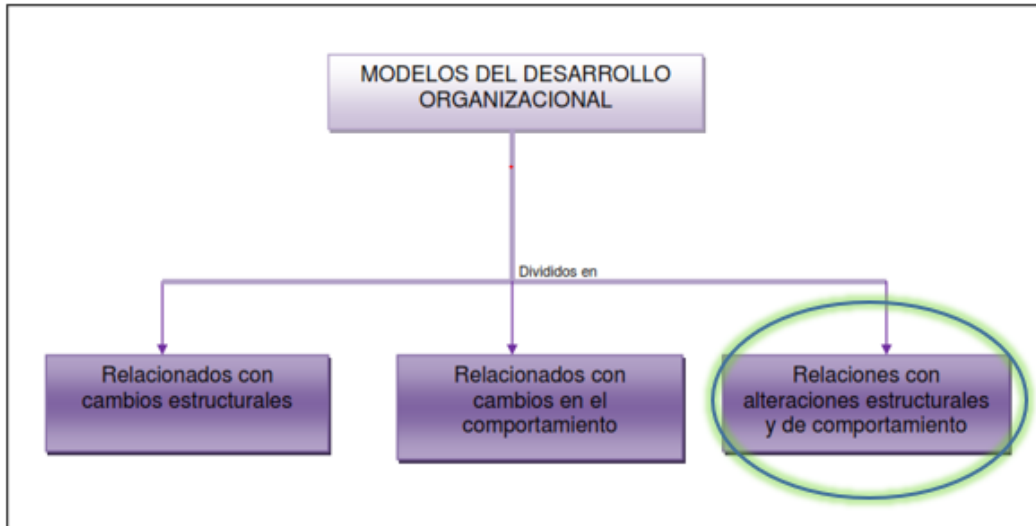 MODELOS DEL DESARROLLO
ORGANIZACIONAL
Divididos en
Relacionados con
cambios estructurales
Relacionados con
cambios en el
comportamiento
Relaciones con
alteraciones estructurales
y de comportamiento